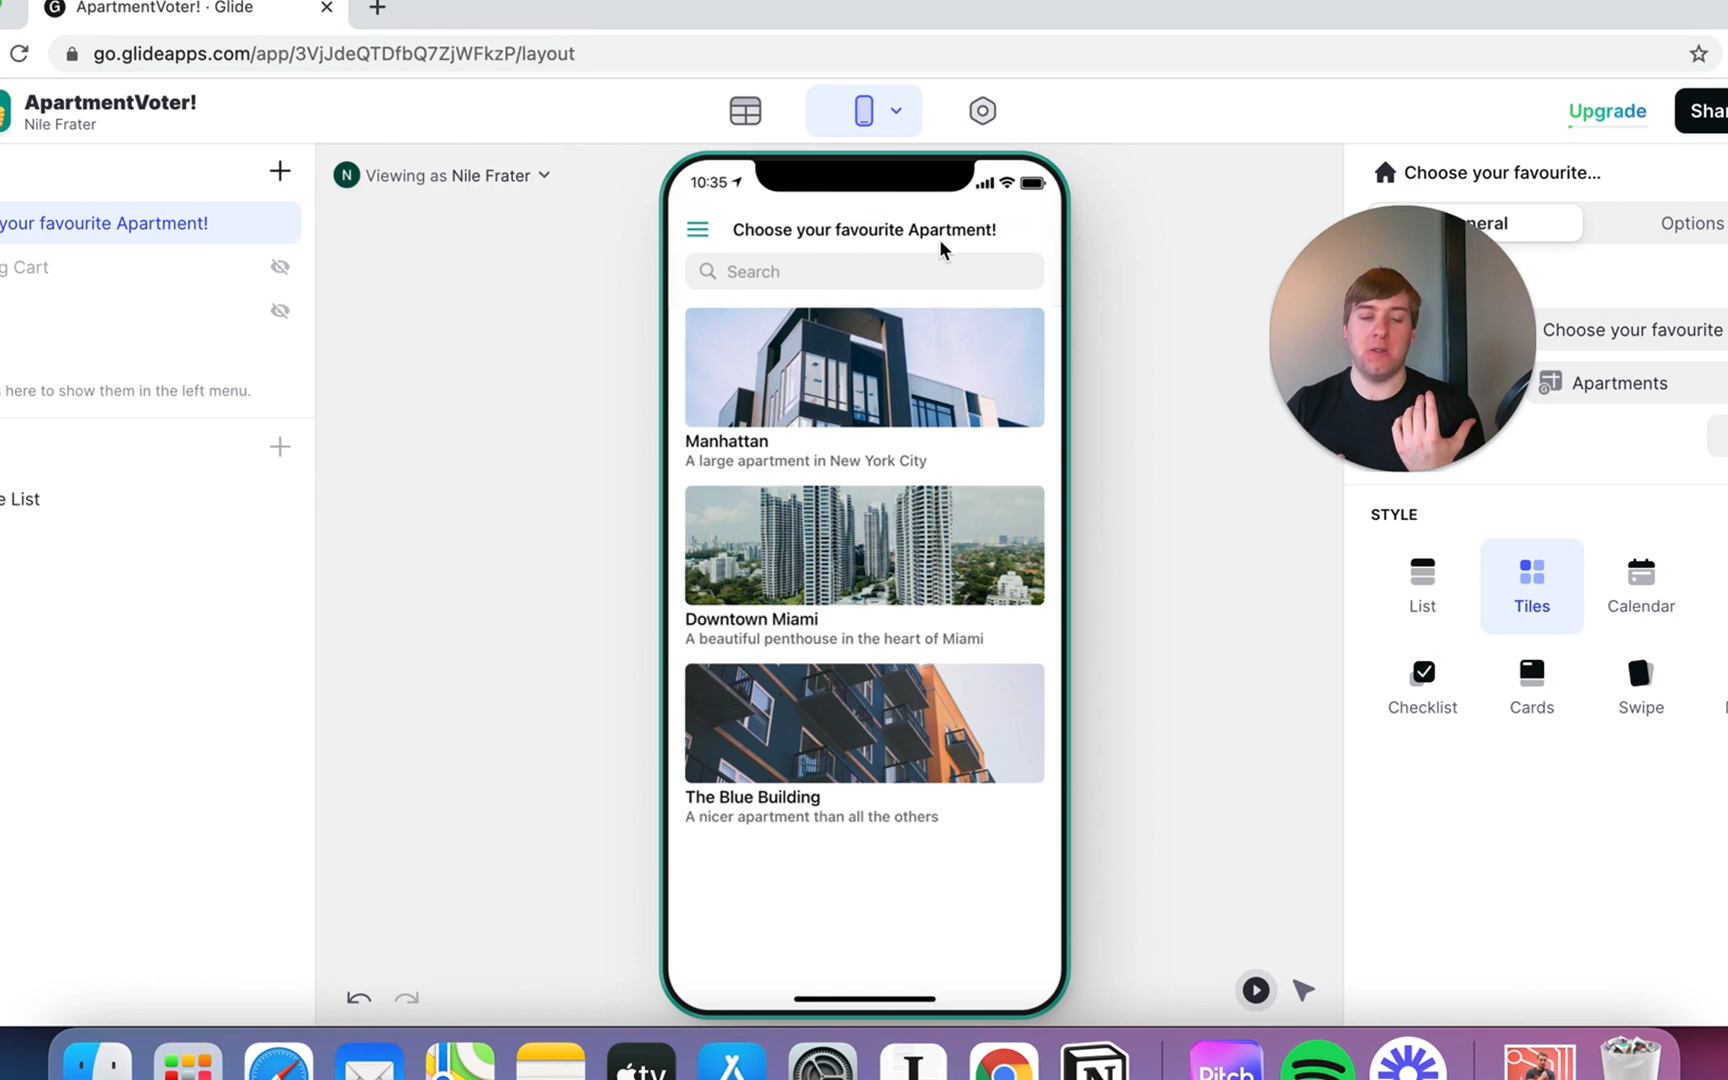 ApartmentVoter! · Glide
go.glideapps.com/app/3VjJdeQTDfbQ7ZjWFkzP/layout
ApartmentVoter!
Nile Frater
Upgrade
Shar
N Viewing as Nile Frater
your favourite Apartment!
g Cart
s here to show them in the left menu.
e List
10:35
Choose your favourite Apartment!
Search
Manhattan
A large apartment in New York City
Downtown Miami
A beautiful penthouse in the heart of Miami
The Blue Building
A nicer apartment than all the others
Choose your favourite...
neral
Options
Choose your favourite
Apartments
STYLE
List
Tiles
Calendar
Checklist
Cards
Swipe
tv
Pitch